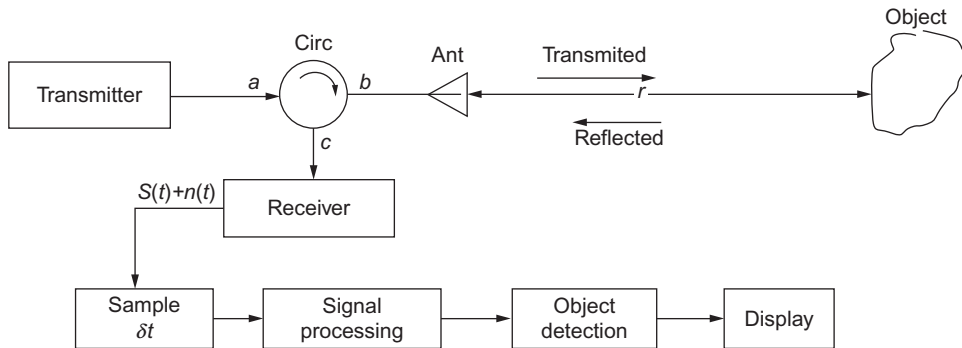 Object
Circ
Ant
Transmited
Transmitter
a
b
r
Reflected
c
S(t)+n(t)
Receiver
Sample
δt
Signal
processing
Object
detection
Display